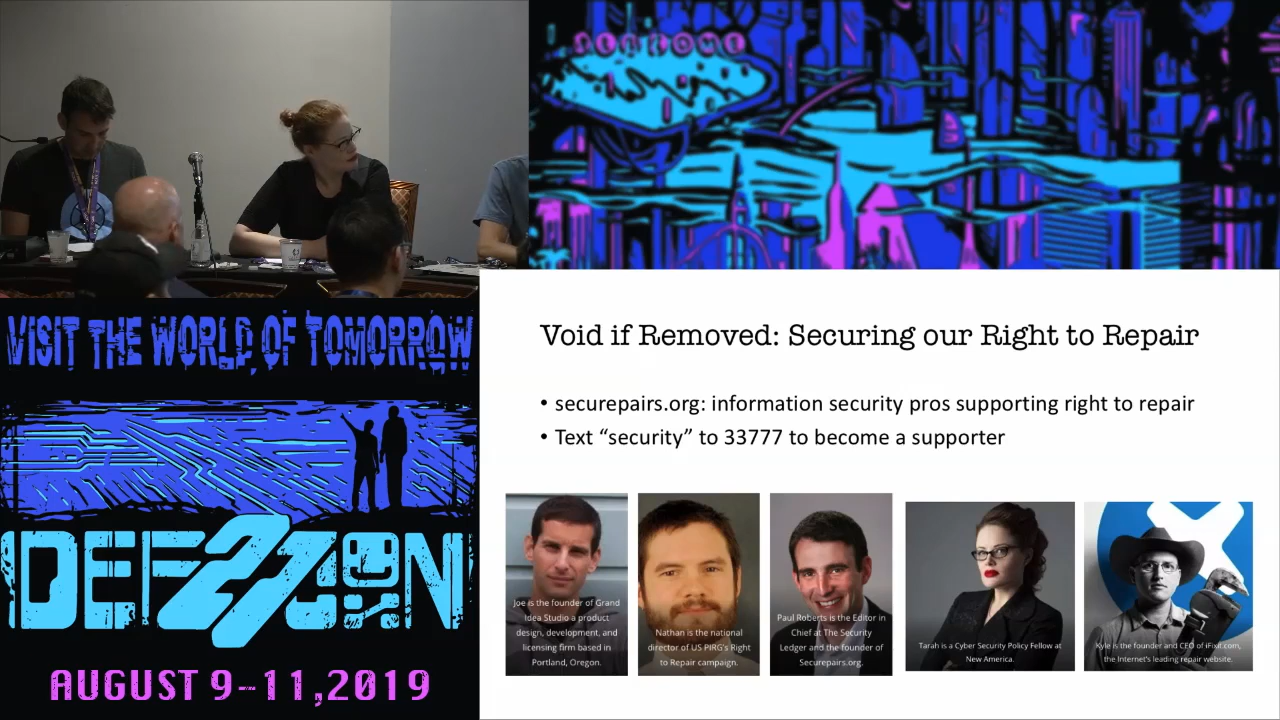 WELCOME
VISIT THE WORLD OF TOMORROW
DEFCON
27
AUGUST 9-11,2019
Void if Removed: Securing our Right to Repair
• securepairs.org: information security pros supporting right to repair
• Text “security” to 33777 to become a supporter
Joe is the founder of Grand
Idea Studio a product
design, development, and
licensing firm based in
Portland, Oregon.
Nathan is the national
director of US PIRG's Right
to Repair campaign.
Paul Roberts is the Editor in
Chief at The Security
Ledger and the founder of
Securepairs.org.
Tarah is a Cyber Security Policy Fellow at
New America.
Kyle is the founder and CEO of iFixit.com,
the Internet's leading repair website.